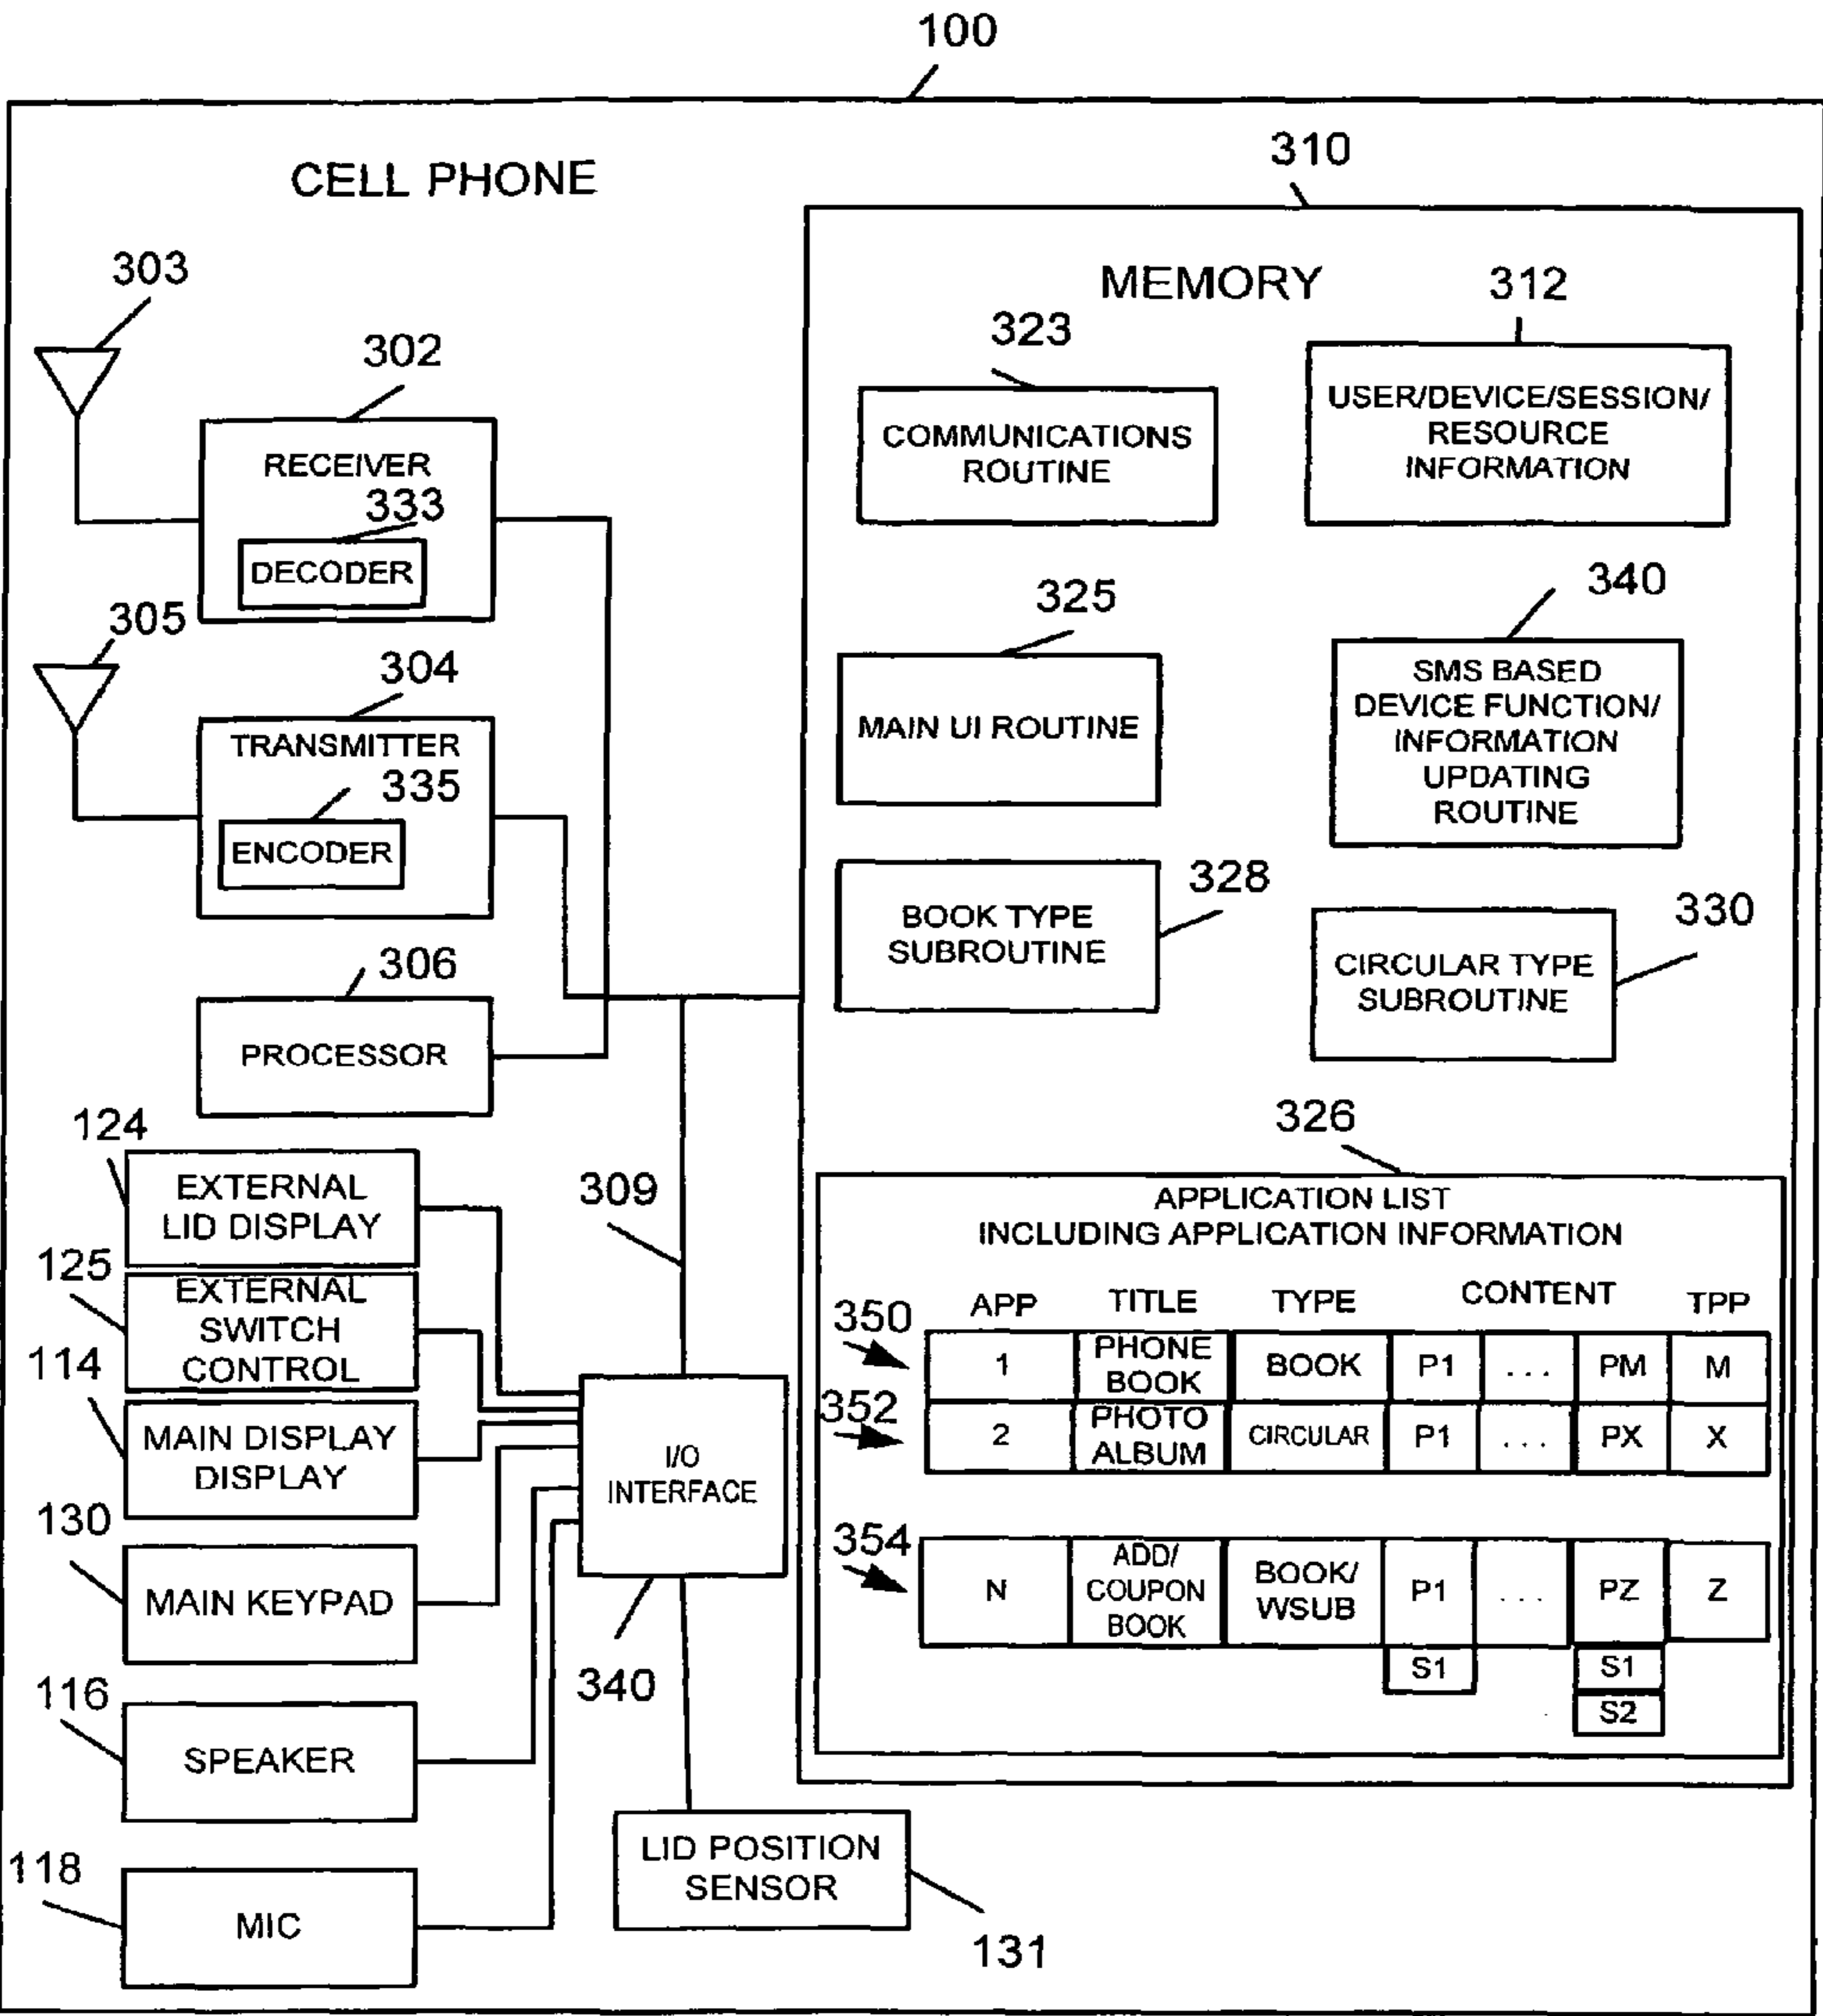 100
CELL PHONE
310
MEMORY
303
302
RECEIVER
333
DECODER
305
304
TRANSMITTER
335
ENCODER
306
PROCESSOR
323
COMMUNICATIONS
ROUTINE
312
USER/DEVICE/SESSION/
RESOURCE
INFORMATION
325
MAIN UI ROUTINE
340
SMS BASED
DEVICE FUNCTION/
INFORMATION
UPDATING
ROUTINE
328
BOOK TYPE
SUBROUTINE
330
CIRCULAR TYPE
SUBROUTINE
124
EXTERNAL
LID DISPLAY
125
EXTERNAL
SWITCH
CONTROL
114
MAIN DISPLAY
DISPLAY
130
MAIN KEYPAD
116
SPEAKER
118
MIC
309
I/O
INTERFACE
340
LID POSITION
SENSOR
131
326
APPLICATION LIST
INCLUDING APPLICATION INFORMATION
APP TITLE TYPE CONTENT TPP
350
1 PHONE BOOK BOOK P1 ... PM M
352
2 PHOTO ALBUM CIRCULAR P1 ... PX X
354
N ADD/ COUPON BOOK BOOK/ WSUB P1 ... PZ Z
S1 S1
S2